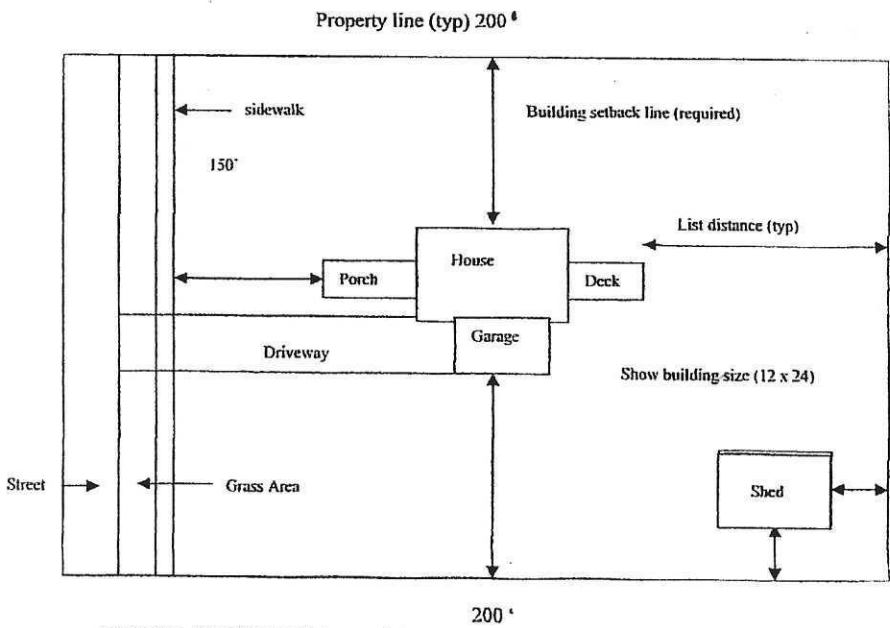 Property line (typ) 200 '
sidewalk
Building setback line (required)
150'
List distance (typ)
House
Porch
Deck
Garage
Driveway
Show building size (12 x 24)
Street
Grass Area
Shed
200 '